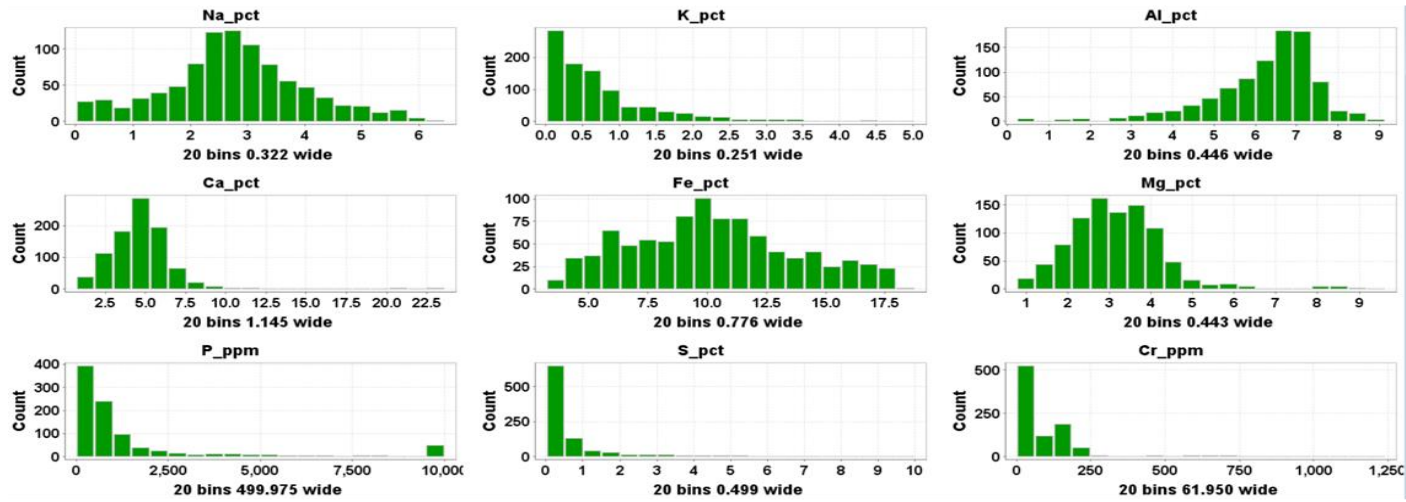 Na_pct
Count
100
50
0
0 1 2 3 4 5 6
20 bins 0.322 wide
K_pct
Count
200
100
0
0.0 0.5 1.0 1.5 2.0 2.5 3.0 3.5 4.0 4.5 5.0
20 bins 0.251 wide
Al_pct
Count
150
100
50
0
0 1 2 3 4 5 6 7 8 9
20 bins 0.446 wide
Ca_pct
Count
200
100
0
2.5 5.0 7.5 10.0 12.5 15.0 17.5 20.0 22.5
20 bins 1.145 wide
Fe_pct
Count
100
75
50
25
0
5.0 7.5 10.0 12.5 15.0 17.5
20 bins 0.776 wide
Mg_pct
Count
150
100
50
0
1 2 3 4 5 6 7 8 9
20 bins 0.443 wide
P_ppm
Count
400
300
200
100
0
0 2,500 5,000 7,500 10,000
20 bins 499.975 wide
S_pct
Count
500
250
0
0 1 2 3 4 5 6 7 8 9 10
20 bins 0.499 wide
Cr_ppm
Count
500
250
0
0 250 500 750 1,000 1,250
20 bins 61.950 wide